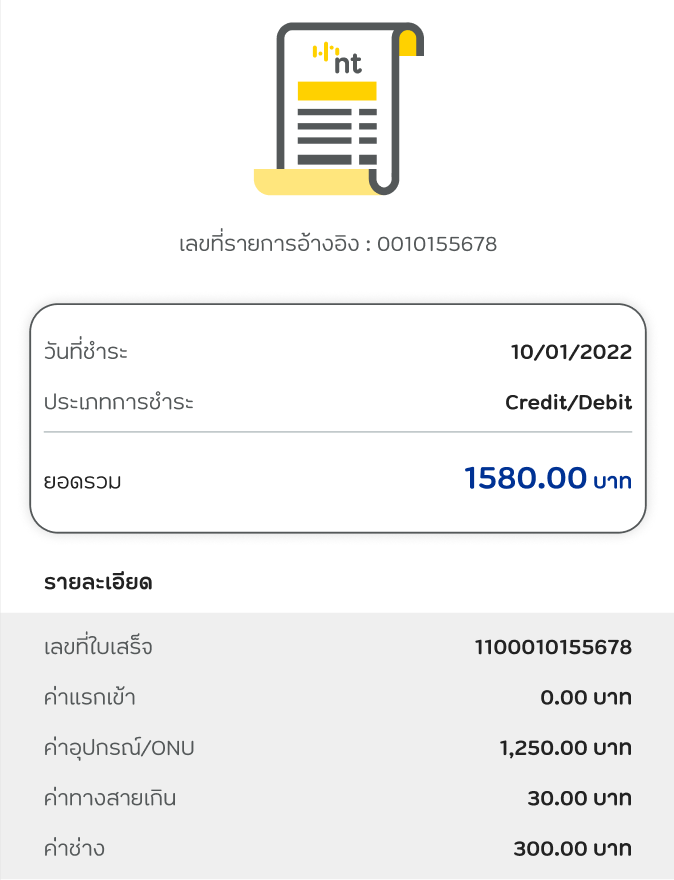 nt
เลขที่รายการอ้างอิง : 0010155678
วันที่ชำระ 10/01/2022
ประเภทการชำระ Credit/Debit
ยอดรวม 1580.00 บาท
รายละเอียด
เลขที่ใบเสร็จ 1100010155678
ค่าแรกเข้า 0.00 บาท
ค่าอุปกรณ์/ONU 1,250.00 บาท
ค่าทางสายเกิน 30.00 บาท
ค่าช่าง 300.00 บาท